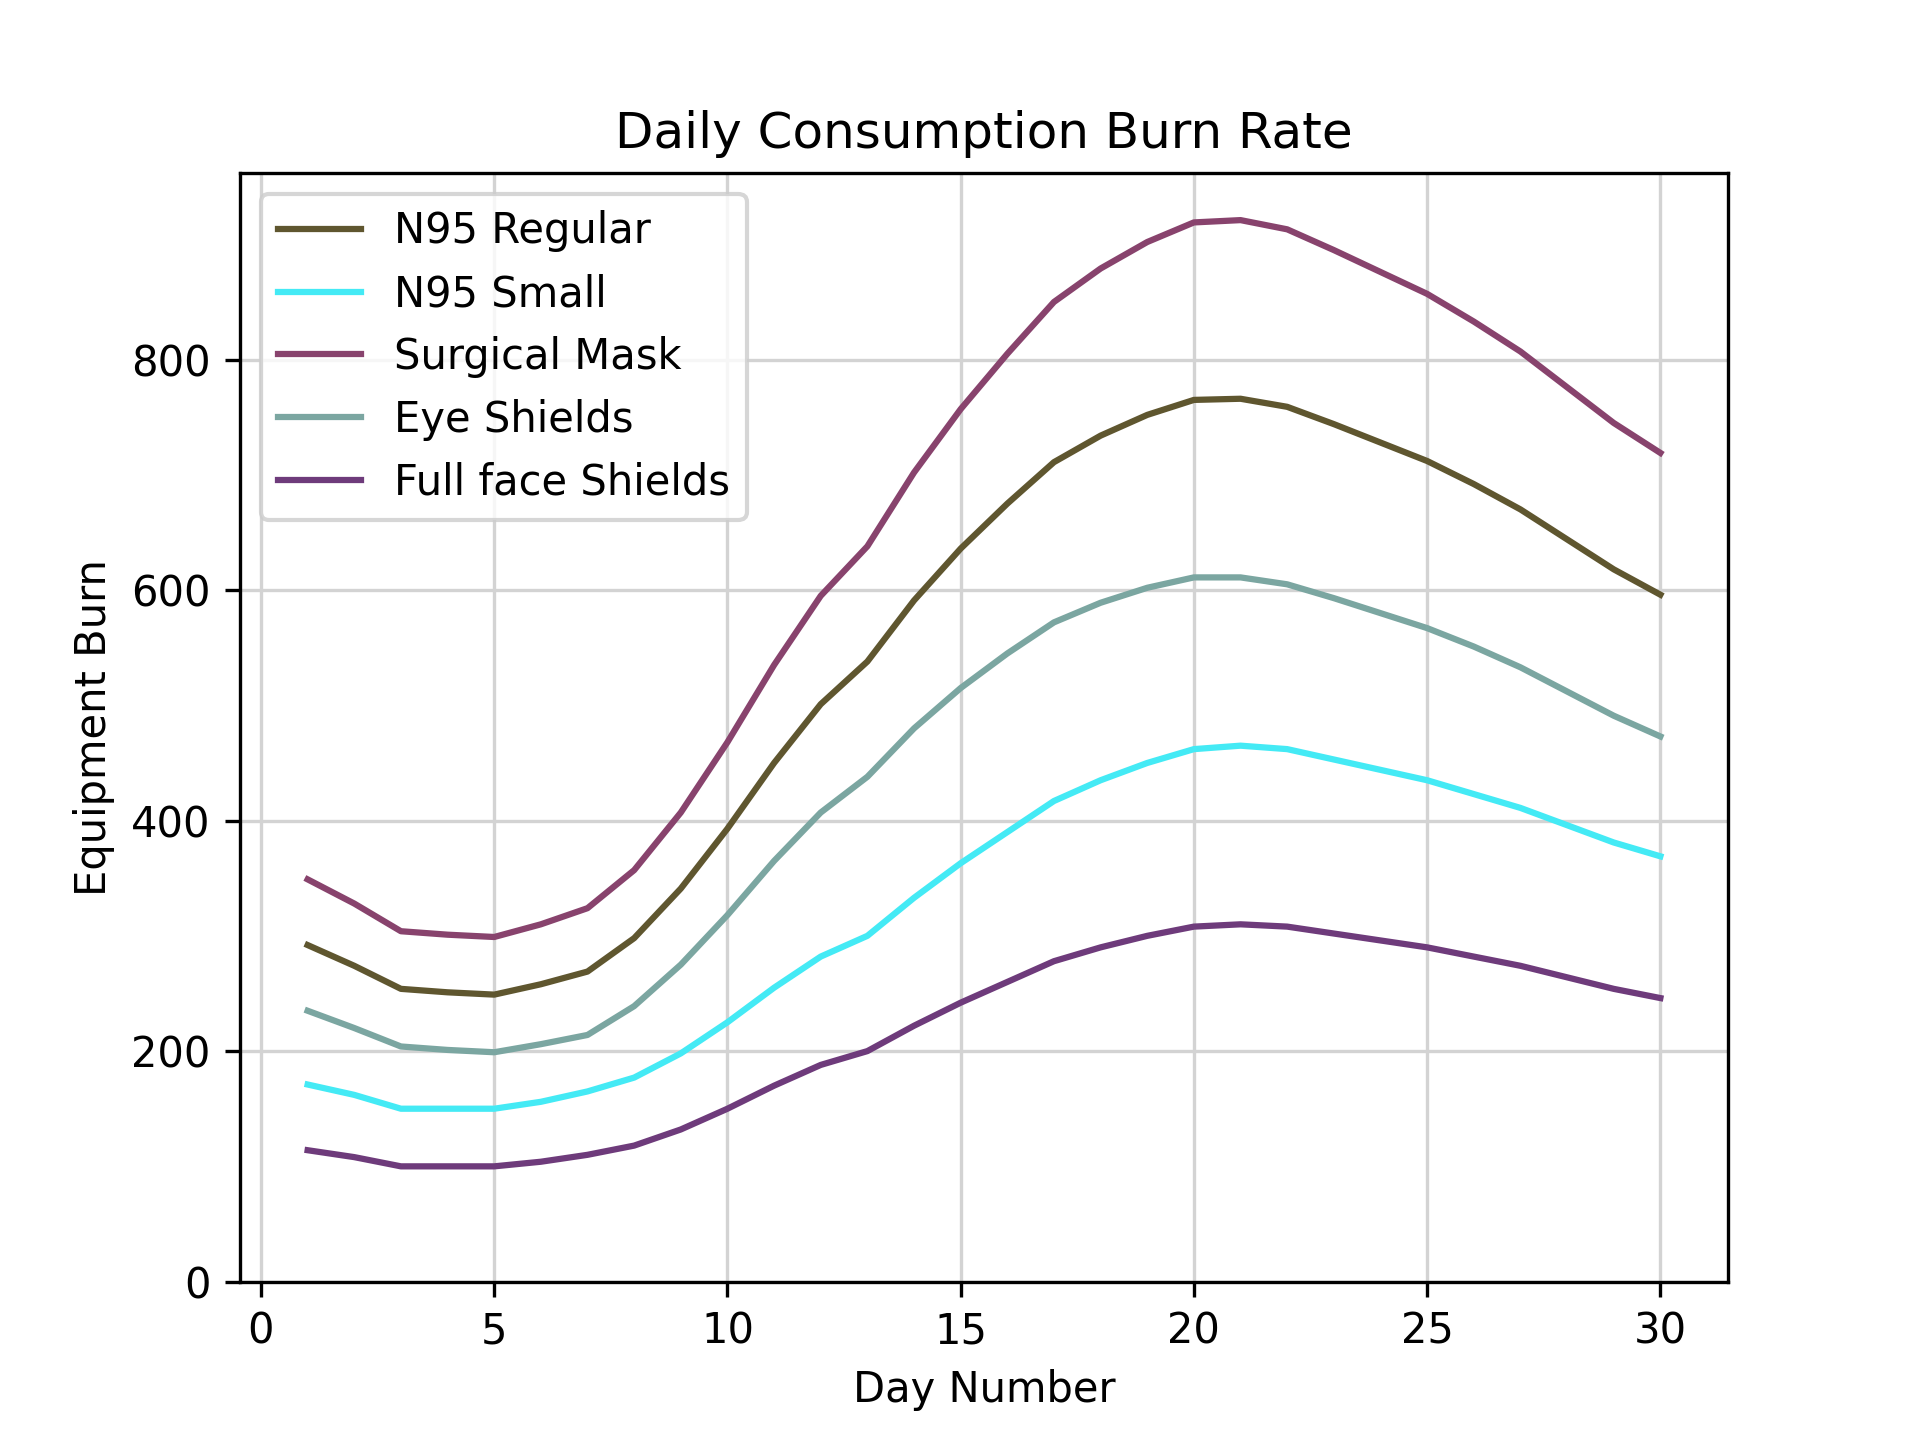 Daily Consumption Burn Rate
N95 Regular
N95 Small
Surgical Mask
Eye Shields
Full face Shields
Equipment Burn
800
600
400
200
0
0 5 10 15 20 25 30
Day Number